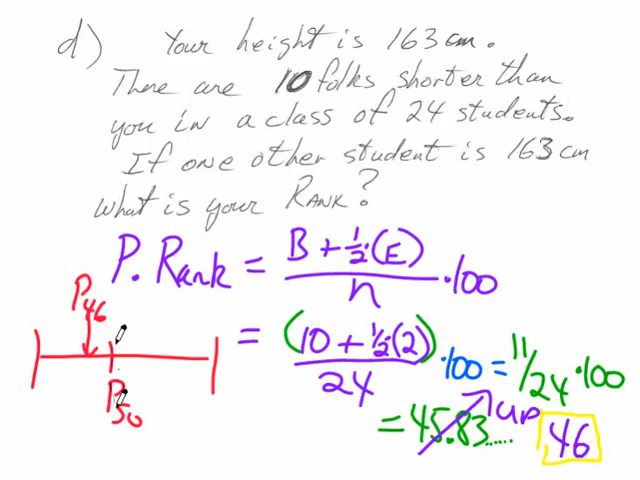 d) Your height is 163 cm.
There are 10 folks shorter than
you in a class of 24 students.
If one other student is 163 cm
what is your RANK?
P. Rank = B + 1/2 (E) / n · 100
= (10 + 1/2 (2)) / 24 · 100 = 11/24 · 100
= 45.83..... up 46
P46
P50